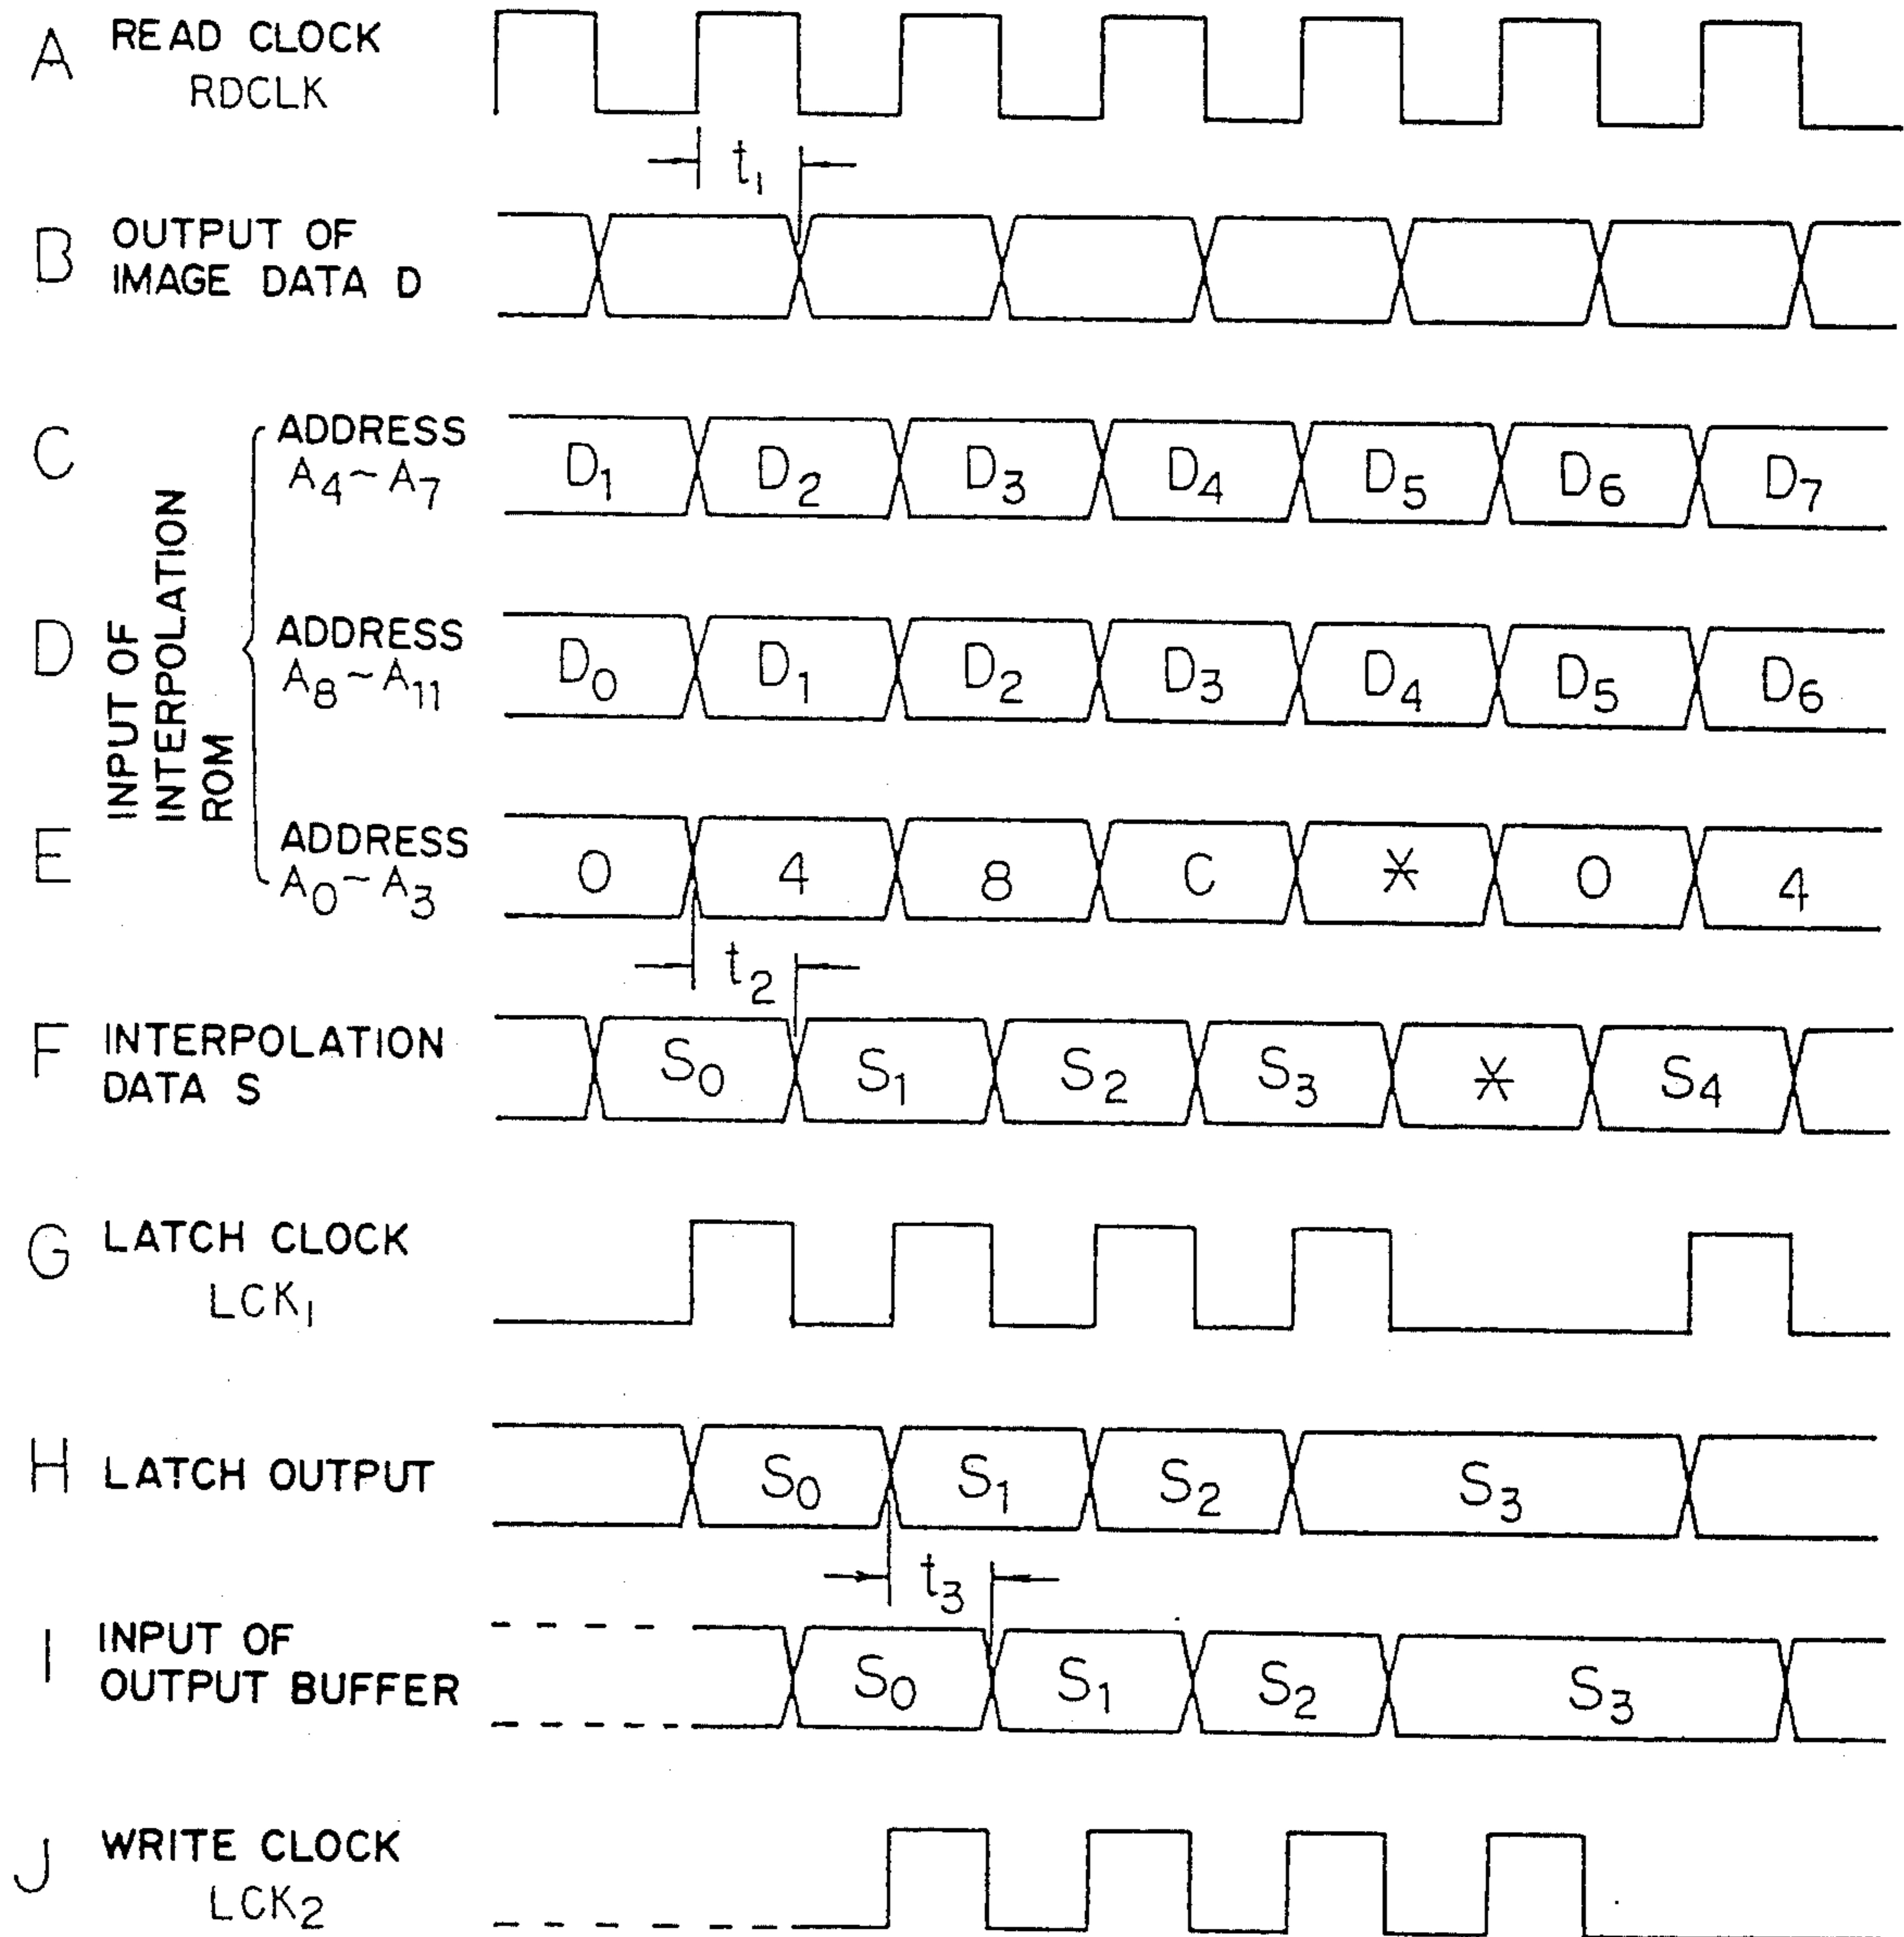 A READ CLOCK
RDCLK
t₁
B OUTPUT OF
IMAGE DATA D
INPUT OF
INTERPOLATION
ROM
C ADDRESS
A₄~A₇
D₁ D₂ D₃ D₄ D₅ D₆ D₇
D ADDRESS
A₈~A₁₁
D₀ D₁ D₂ D₃ D₄ D₅ D₆
E ADDRESS
A₀~A₃
0 4 8 C * 0 4
t₂
F INTERPOLATION
DATA S
S₀ S₁ S₂ S₃ * S₄
G LATCH CLOCK
LCK₁
H LATCH OUTPUT
S₀ S₁ S₂ S₃
t₃
I INPUT OF
OUTPUT BUFFER
S₀ S₁ S₂ S₃
J WRITE CLOCK
LCK₂